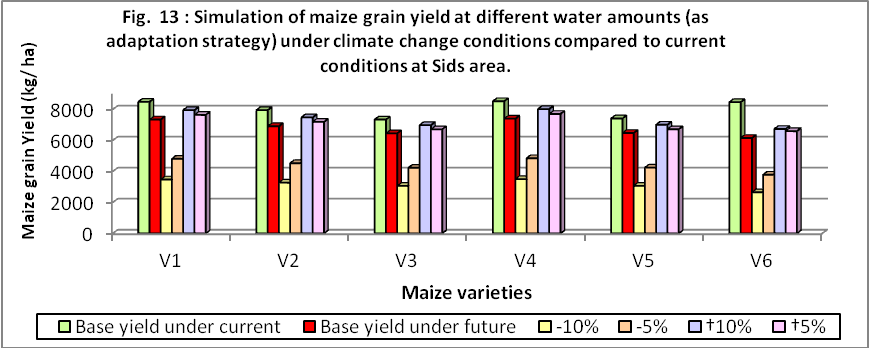 Fig. 13 : Simulation of maize grain yield at different water amounts (as
adaptation strategy) under climate change conditions compared to current
conditions at Sids area.
Maize grain Yield (kg/ ha)
8000
6000
4000
2000
0
V1 V2 V3 V4 V5 V6
Maize varieties
Base yield under current Base yield under future -10% -5% †10% †5%